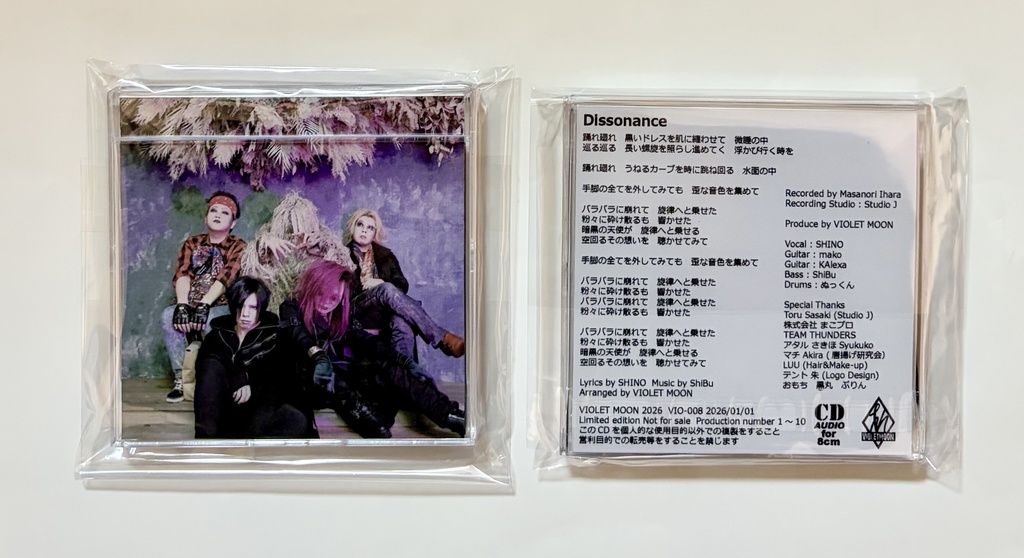 Dissonance
踊れ廻れ　黒いドレスを肌に纏わせて　微睡の中
巡る巡る　長い螺旋を照らし進めてく　浮かび行く時を
踊れ廻れ　うねるカーブを時に跳ね回る　水面の中
手脚の全てを外してみても　歪な音色を集めて
バラバラに崩れて　旋律へと乗せた
粉々に砕け散るも　響かせた
暗黒の天使が　旋律へと乗せる
空回るその想いを　聴かせてみて
手脚の全てを外してみても　歪な音色を集めて
バラバラに崩れて　旋律へと乗せた
粉々に砕け散るも　響かせた
バラバラに崩れて　旋律へと乗せた
粉々に砕け散るも　響かせた
バラバラに崩れて　旋律へと乗せた
粉々に砕け散るも　響かせた
暗黒の天使が　旋律へと乗せる
空回るその想いを　聴かせてみて
Lyrics by SHINO Music by ShiBu
Arranged by VIOLET MOON
Recorded by Masanori Ihara
Recording Studio : Studio J
Produce by VIOLET MOON
Vocal : SHINO
Guitar : mako
Guitar : KAlexa
Bass : ShiBu
Drums : ぬっくん
Special Thanks
Toru Sasaki (Studio J)
株式会社 まこプロ
TEAM THUNDERS
アタル さきほ Syukuko
マチ Akira ( 唐揚げ研究会)
LUU (Hair&Make-up)
テント 朱 (Logo Design)
おもち　黒丸　ぷりん
VIOLET MOON 2026 VIO-008 2026/01/01
Limited edition Not for sale Production number 1 ～ 10
この CD を個人的な使用目的以外での複製をすること
営利目的での転売等をすることを禁じます
CD
AUDIO
for
8cm
VIOLETMOON